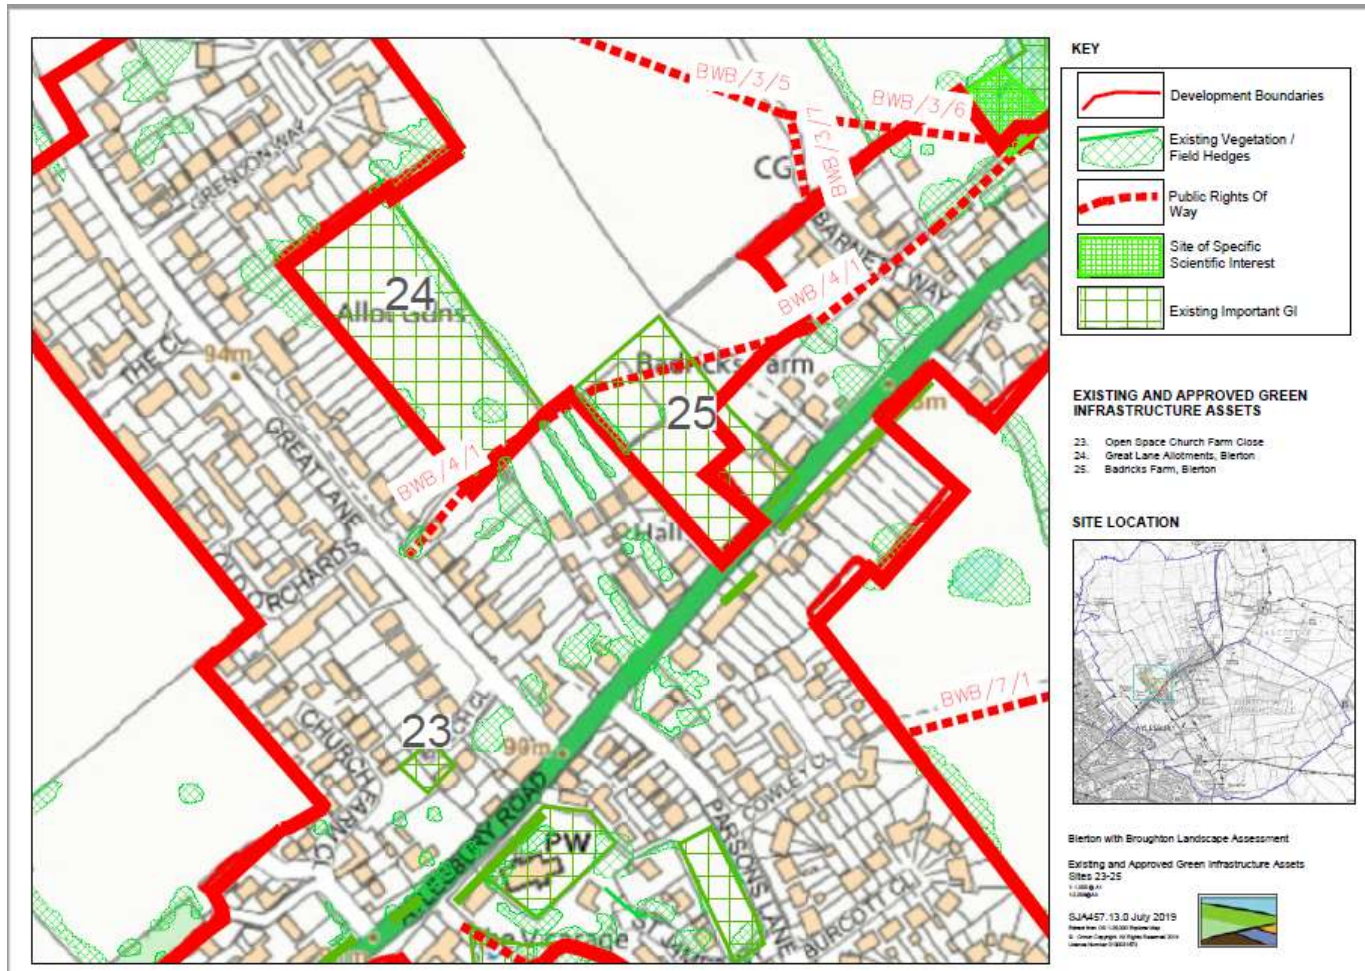 BWB/3/5
BWB/3/6
BWB/3/7
CG
GRENDON WAY
BARNETT WAY
BWB/4/1
24
Allot Gdns
THE CL
94m
Badricks Farm
25
GREAT LANE
BWB/4/1
Hall
OLD ORCHARDS
BWB/7/1
23
CHURCH FARM CL
90m
COWLEY CL
AYLESBURY ROAD
PARSONS LANE
PW
BURCOTT CL
The Vicarage
KEY
Development Boundaries
Existing Vegetation /
Field Hedges
Public Rights Of
Way
Site of Specific
Scientific Interest
Existing Important GI
EXISTING AND APPROVED GREEN
INFRASTRUCTURE ASSETS
23. Open Space Church Farm Close
24. Great Lane Allotments, Bierton
25. Badricks Farm, Bierton
SITE LOCATION
Bierton with Broughton Landscape Assessment
Existing and Approved Green Infrastructure Assets
Sites 23-25
SJA457.13.0 July 2019